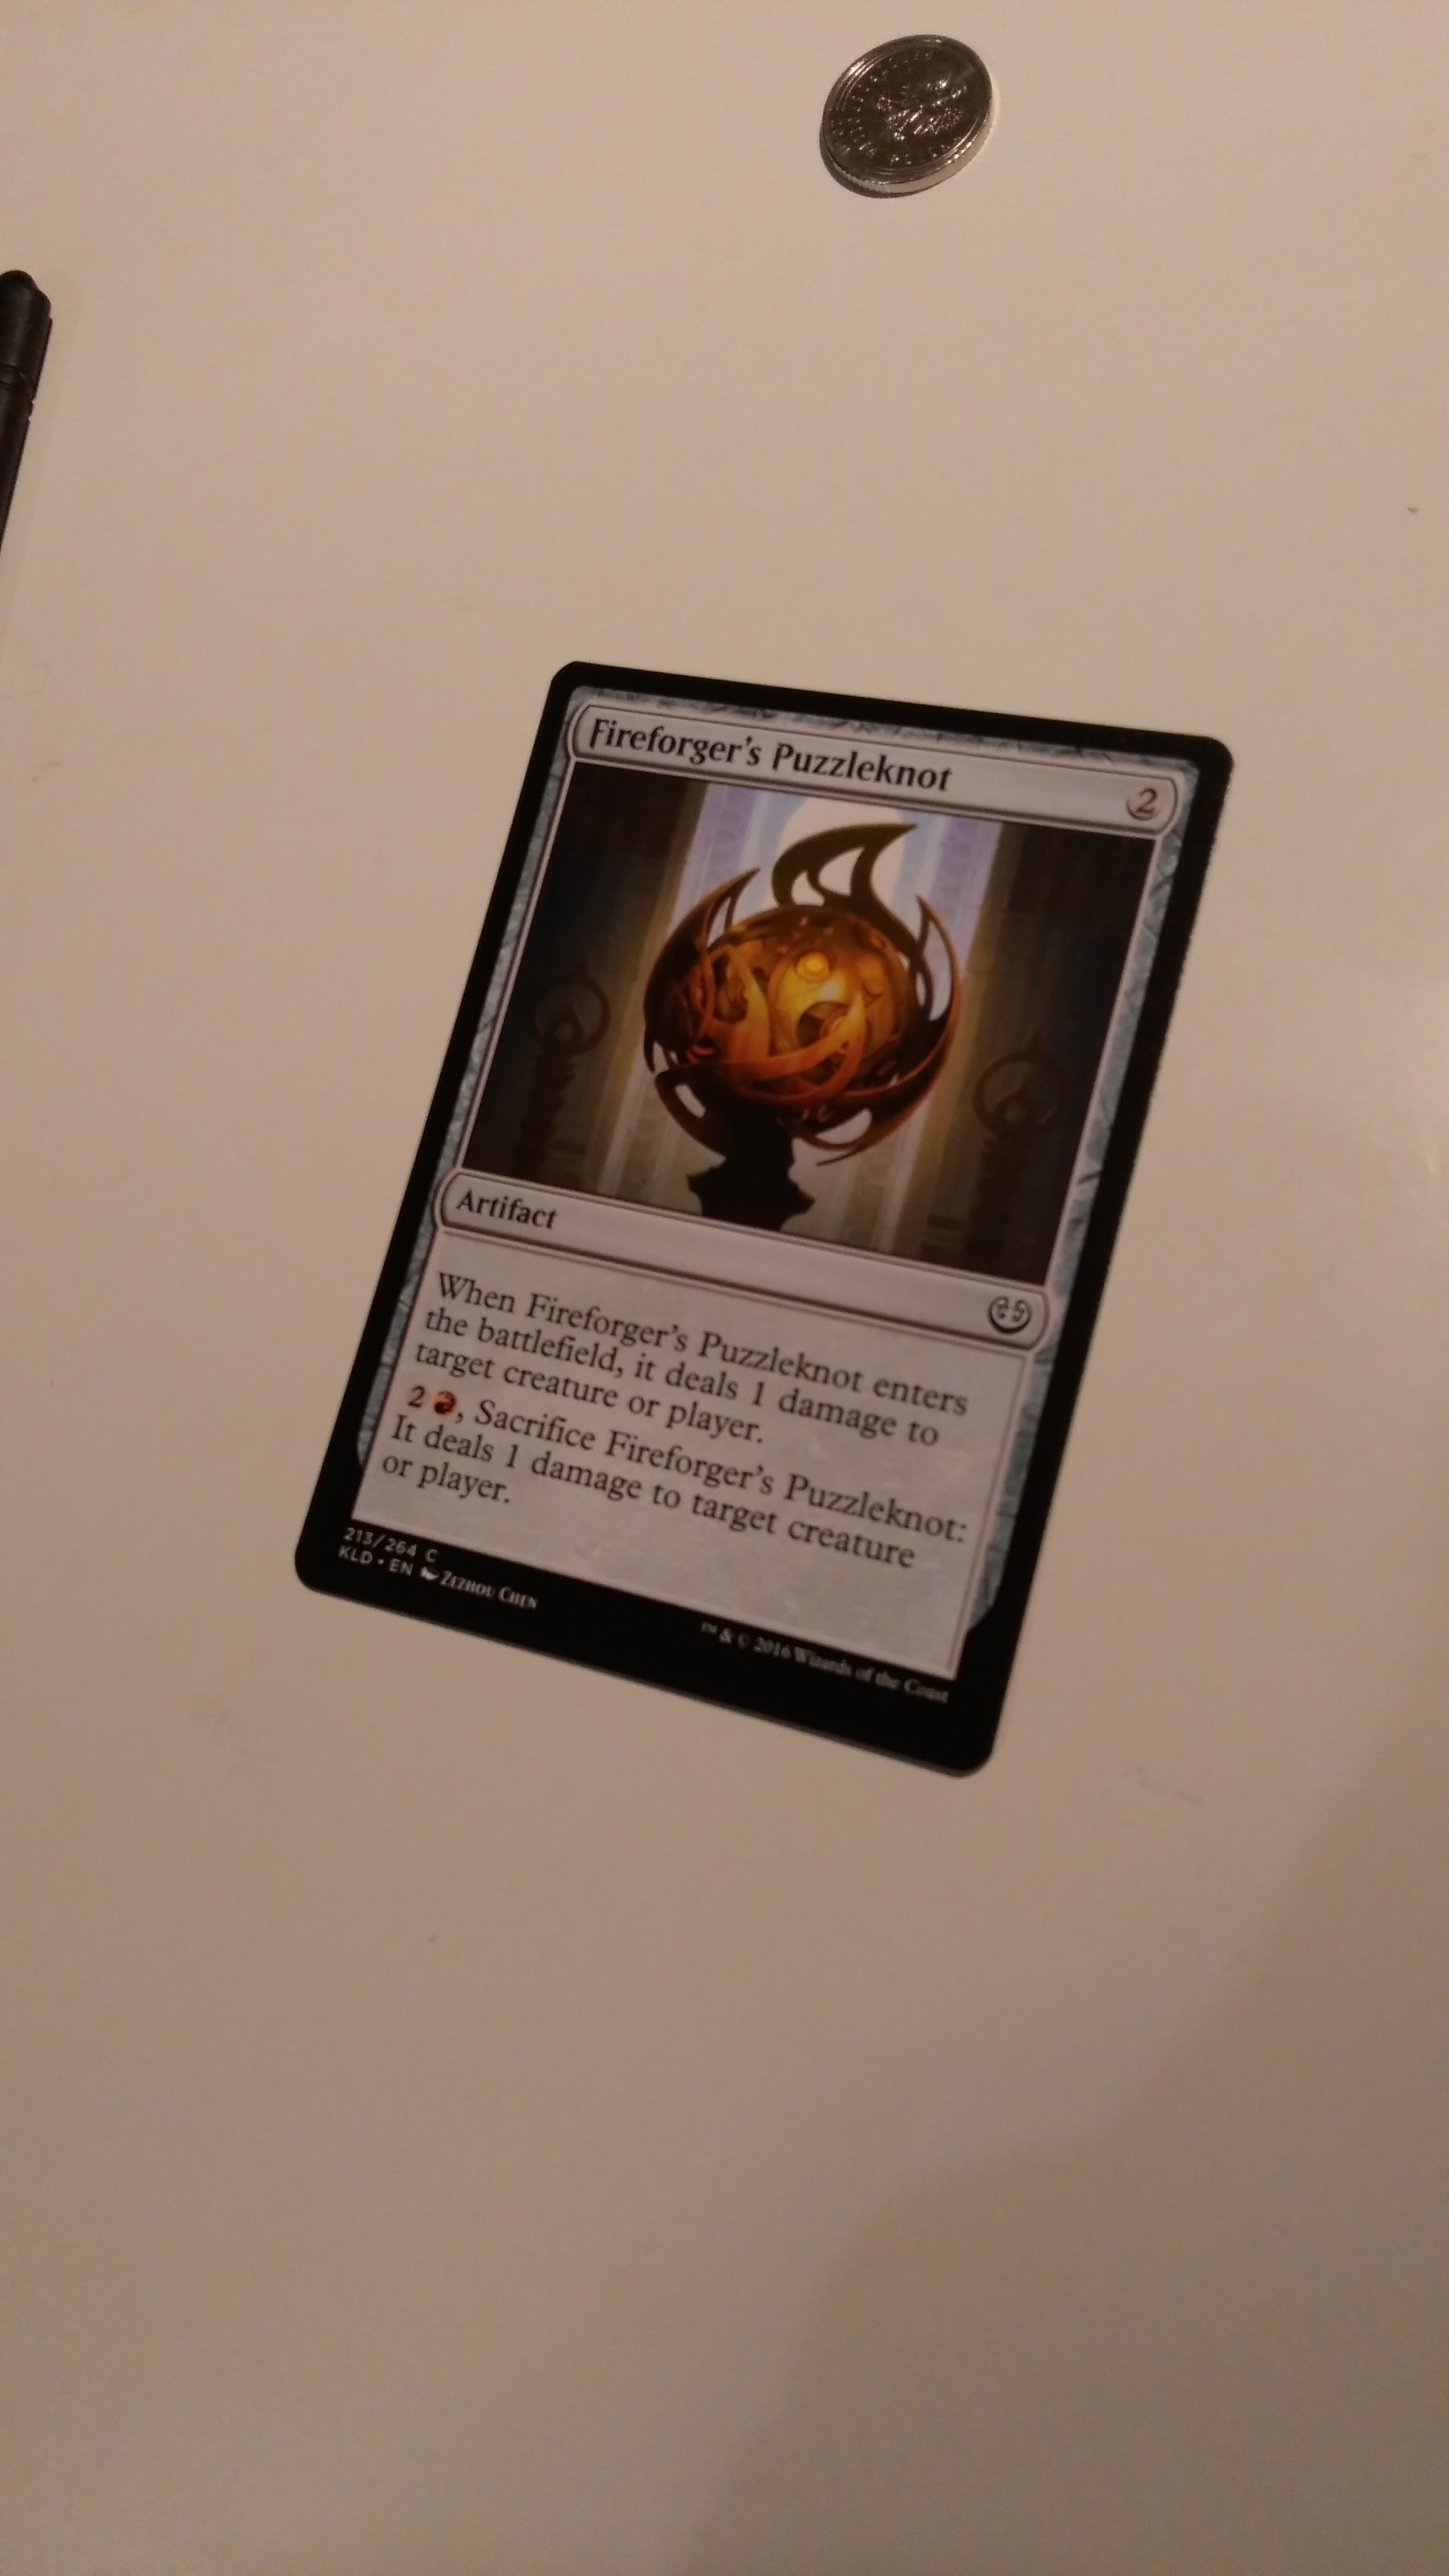 Fireforger's Puzzleknot 2
Artifact
When Fireforger's Puzzleknot enters
the battlefield, it deals 1 damage to
target creature or player.
2 , Sacrifice Fireforger's Puzzleknot:
It deals 1 damage to target creature
or player.
213/264 C
KLD • EN ZEZHOU CHEN
™ & © 2016 Wizards of the Coast